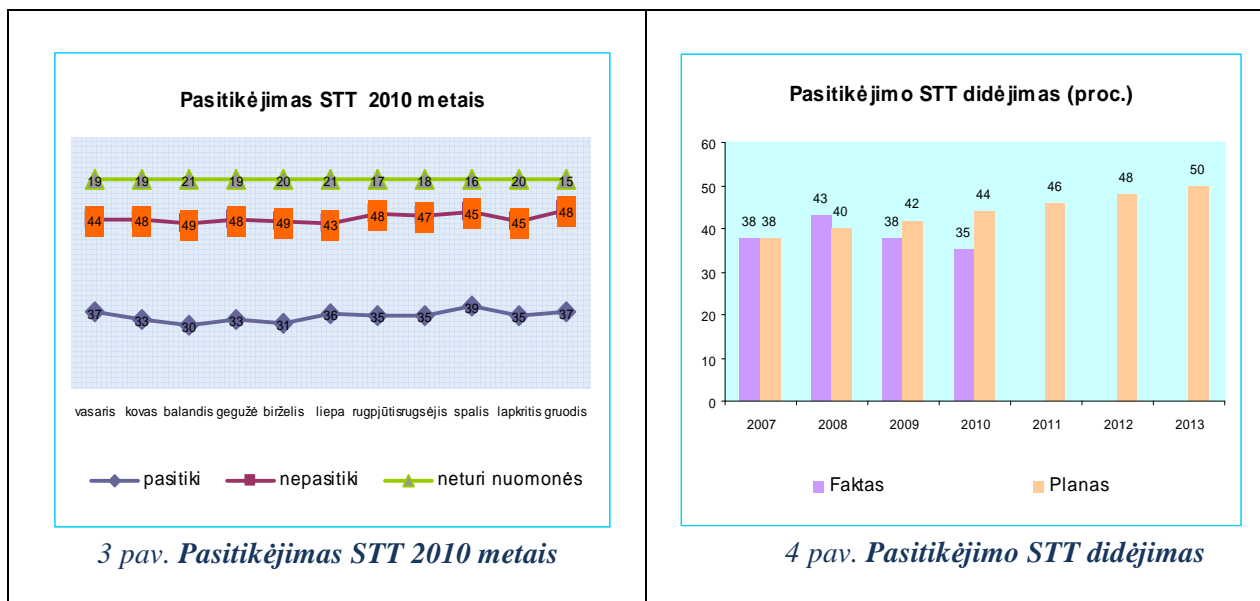 Pasitikėjimas STT 2010 metais
19 19 21 19 20 21 17 18 16 20 15
44 48 49 48 49 43 48 47 45 45 48
37 33 30 33 31 36 35 35 39 35 37
vasaris kovas balandis gegužė birželis liepa rugpjūtis rugsėjis spalis lapkritis gruodis
pasitiki nepasitiki neturi nuomonės
3 pav. Pasitikėjimas STT 2010 metais
Pasitikėjimo STT didėjimas (proc.)
60
50
40
30
20
10
0
38 38 43 40 38 42 35 44 46 48 50
2007 2008 2009 2010 2011 2012 2013
Faktas Planas
4 pav. Pasitikėjimo STT didėjimas